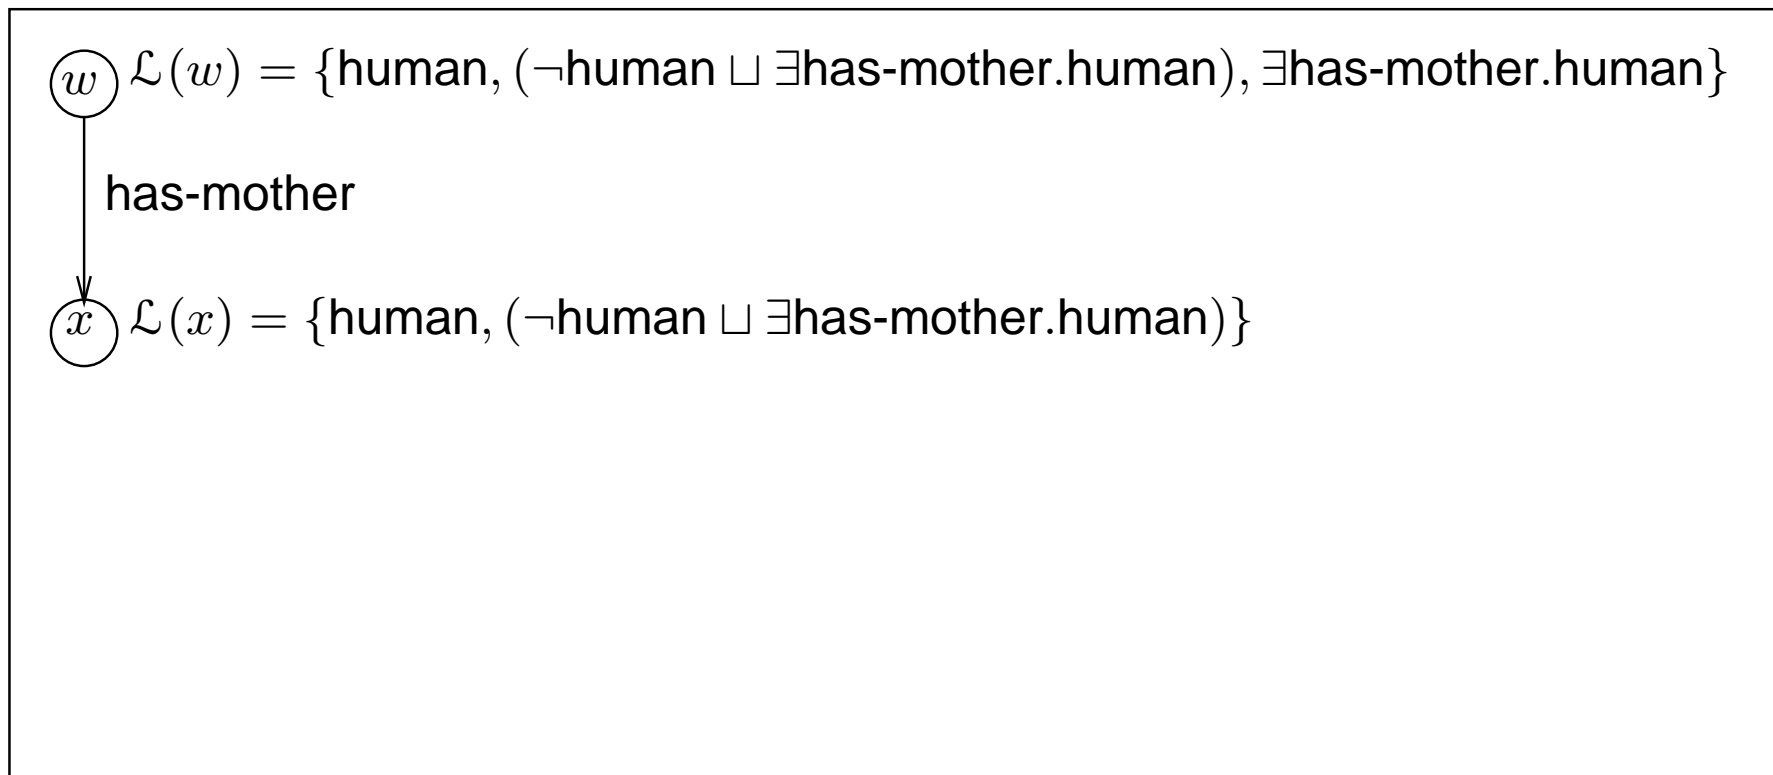 w ℒ(w) = {human, (¬human ⊔ ∃has-mother.human), ∃has-mother.human}
has-mother
x ℒ(x) = {human, (¬human ⊔ ∃has-mother.human)}